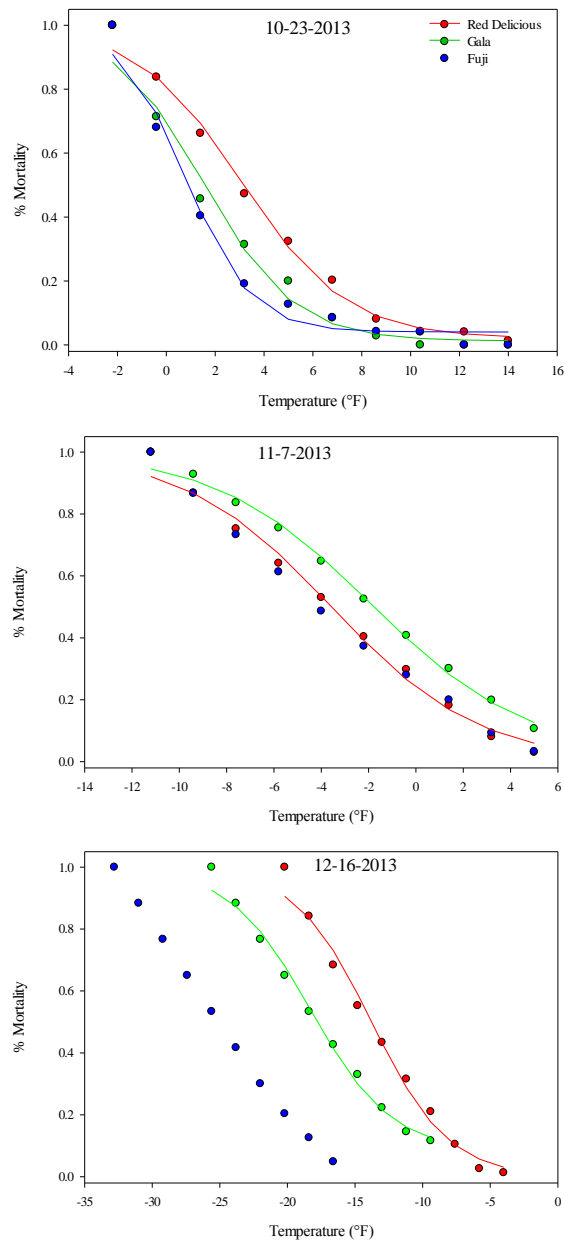 10-23-2013
Red Delicious
Gala
Fuji
1.0
0.8
0.6
0.4
0.2
0.0
% Mortality
-4 -2 0 2 4 6 8 10 12 14 16
Temperature (°F)
11-7-2013
1.0
0.8
0.6
0.4
0.2
0.0
% Mortality
-14 -12 -10 -8 -6 -4 -2 0 2 4 6
Temperature (°F)
12-16-2013
1.0
0.8
0.6
0.4
0.2
0.0
% Mortality
-35 -30 -25 -20 -15 -10 -5 0
Temperature (°F)